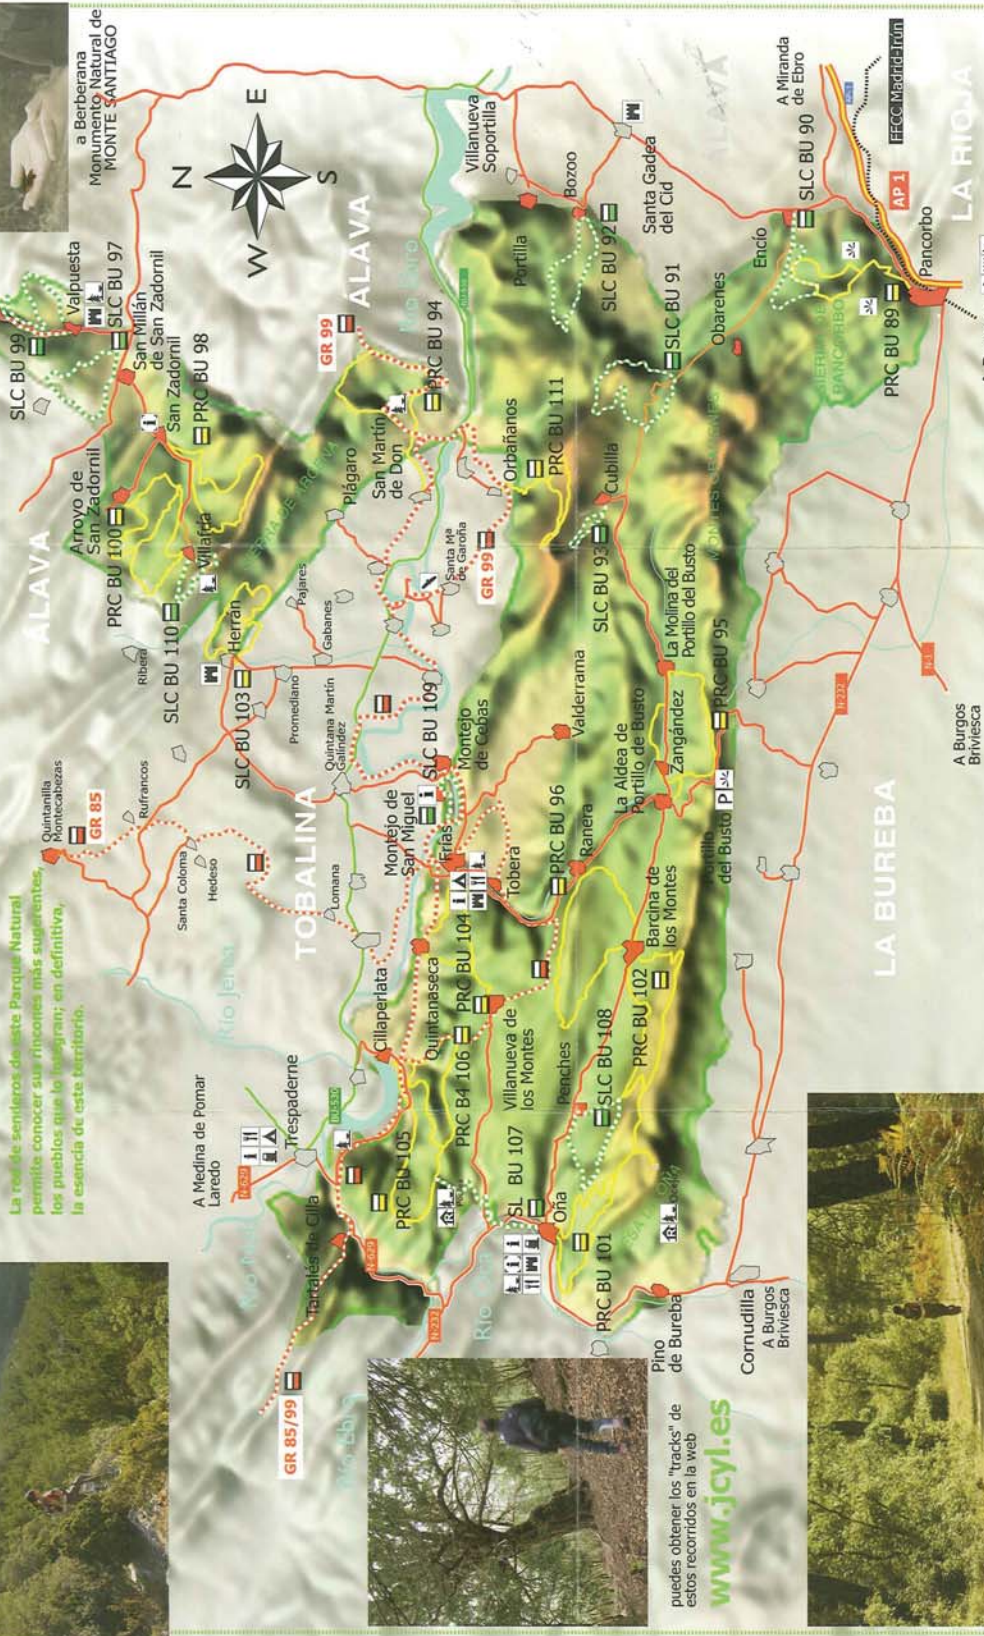 La red de senderos de este Parque Natural
permite conocer sus rincones más sugerentes,
los pueblos que lo integran; en definitiva,
la esencia de este territorio.
a Berberana
Monumento Natural de
MONTE SANTIAGO
N
E
S
W
ÁLAVA
SLC BU 99
Valpuesta
SLC BU 97
San Millán
de San Zadornil
San Zadornil
PRC BU 98
Arroyo de
San Zadornil
PRC BU 100
Villafría
SLC BU 110
Ribera
Herrán
SLC BU 103
Promediano
Pajares
Gabanes
Plágaro
ÁLAVA
GR 99
San Martín
de Don
PRC BU 94
Villanueva
Soportilla
Portilla
Bozoo
SLC BU 92
Santa Gadea
del Cid
ÁLAVA
A Miranda
de Ebro
SLC BU 90
FFCC Madrid-Irún
AP 1
LA RIOJA
Encío
Pancorbo
PRC BU 89
Obarenes
SLC BU 91
MONTES OBARENES
Cubilla
SLC BU 93
PRC BU 111
Orbañanos
GR 99
Santa Mª
de Garoña
Quintanilla
Montecabezas
GR 85
Rufrancos
Santa Coloma
Hedeso
Lomana
TOBALINA
Quintana Martín
Galíndez
SLC BU 109
Montejo
de Cebas
Montejo de
San Miguel
Frías
Tobera
Valderrama
PRC BU 96
Ranera
La Aldea de
Portillo de Busto
Zangández
La Molina del
Portillo del Busto
PRC BU 95
Portillo
del Busto
P
Barcina de
los Montes
PRC BU 102
PRC BU 104
Quintanaseca
Cillaperlata
PRC B4 106
Villanueva de
los Montes
Penches
SLC BU 108
Río Jerea
A Medina de Pomar
Laredo
N-629
Trespaderne
BU-530
Tartalés de Cilla
N-629
PRC BU 105
SL BU 107
Oña
PRC BU 101
N-232
Río Oca
Río Ebro
GR 85/99
Pino
de Bureba
Cornudilla
A Burgos
Briviesca
LA BUREBA
N-232
N-1
A Burgos
Briviesca
puedes obtener los "tracks" de
estos recorridos en la web
www.jcyl.es